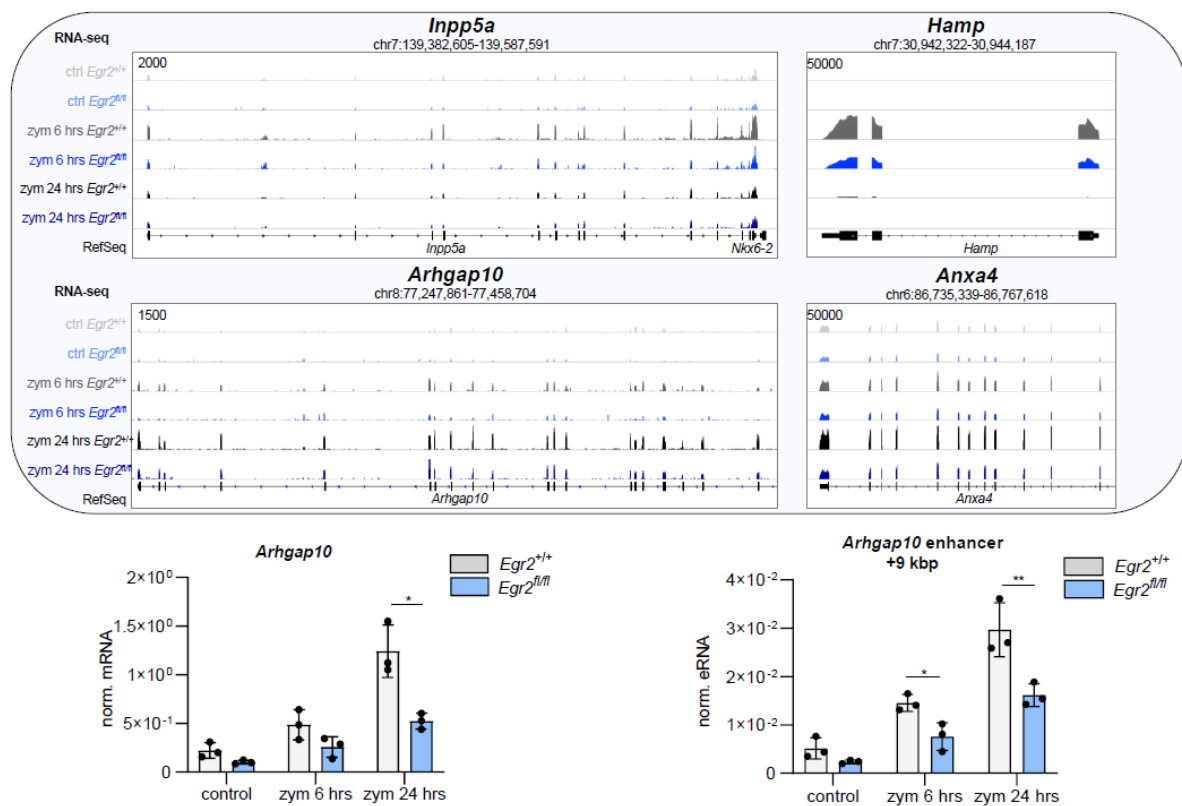 Inpp5a
chr7:139,382,605-139,587,591
Hamp
chr7:30,942,322-30,944,187
RNA-seq
2000
50000
ctrl Egr2+/+
ctrl Egr2fl/fl
zym 6 hrs Egr2+/+
zym 6 hrs Egr2fl/fl
zym 24 hrs Egr2+/+
zym 24 hrs Egr2fl/fl
RefSeq
Inpp5a
Nkx6-2
Hamp
Arhgap10
chr8:77,247,861-77,458,704
Anxa4
chr6:86,735,339-86,767,618
RNA-seq
1500
50000
ctrl Egr2+/+
ctrl Egr2fl/fl
zym 6 hrs Egr2+/+
zym 6 hrs Egr2fl/fl
zym 24 hrs Egr2+/+
zym 24 hrs Egr2fl/fl
RefSeq
Arhgap10
Anxa4
Arhgap10
Egr2+/+
Egr2fl/fl
norm. mRNA
2×10⁰
1.5×10⁰
1×10⁰
5×10⁻¹
0
*
control
zym 6 hrs
zym 24 hrs
Arhgap10 enhancer
+9 kbp
Egr2+/+
Egr2fl/fl
norm. eRNA
4×10⁻²
3×10⁻²
2×10⁻²
1×10⁻²
0
*
**
control
zym 6 hrs
zym 24 hrs